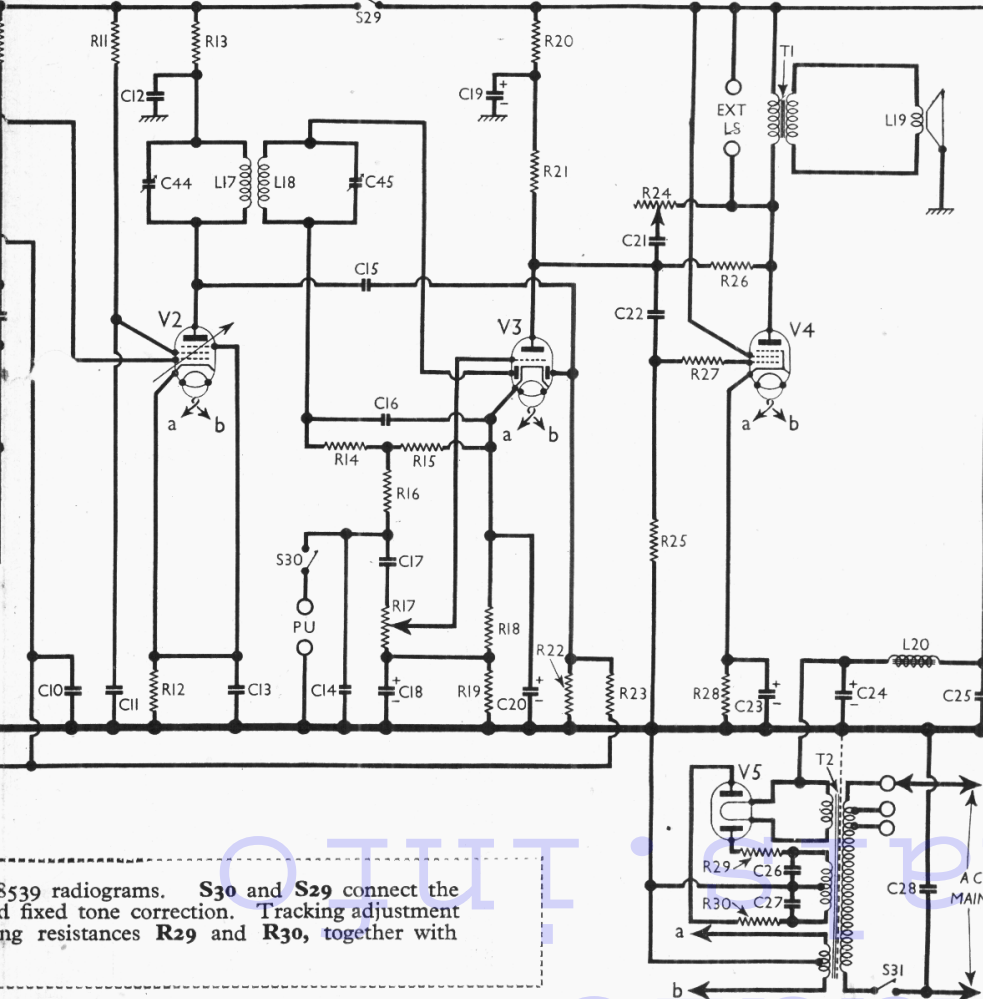 S29
R11
R13
R20
T1
C12
C19
+
–
EXT
LS
L19
R21
C44
L17
L18
C45
R24
C21
C15
R26
C22
V2
V3
V4
R27
a
b
C16
a
b
a
b
R14
R15
R16
R25
S30
C17
R17
PU
R18
R22
L20
C10
C11
R12
C13
C14
+
C18
–
R19
C20
+
–
R23
R28
C23
+
–
+
C24
–
C25
V5
T2
R29
C26
C28
A C
MAIN
R30
C27
a
S31
b
8539 radiograms. S30 and S29 connect the
d fixed tone correction. Tracking adjustment
ng resistances R29 and R30, together with